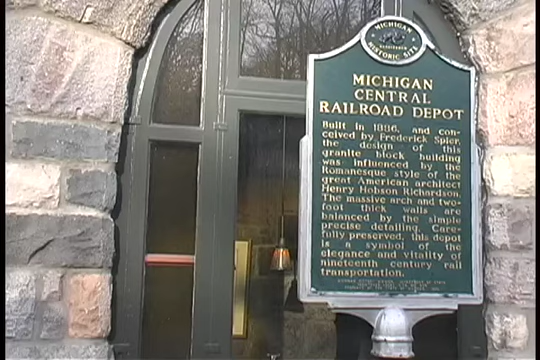 MICHIGAN
HISTORIC SITE
MICHIGAN
CENTRAL
RAILROAD DEPOT
Built in 1886, and con-
ceived by Frederick Spier,
the design of this
granite block building
was influenced by the
Romanesque style of the
great American architect
Henry Hobson Richardson.
The massive arch and two-
foot thick walls are
balanced by the simple
precise detailing. Care-
fully preserved, this depot
is a symbol of the
elegance and vitality of
nineteenth century rail
transportation.